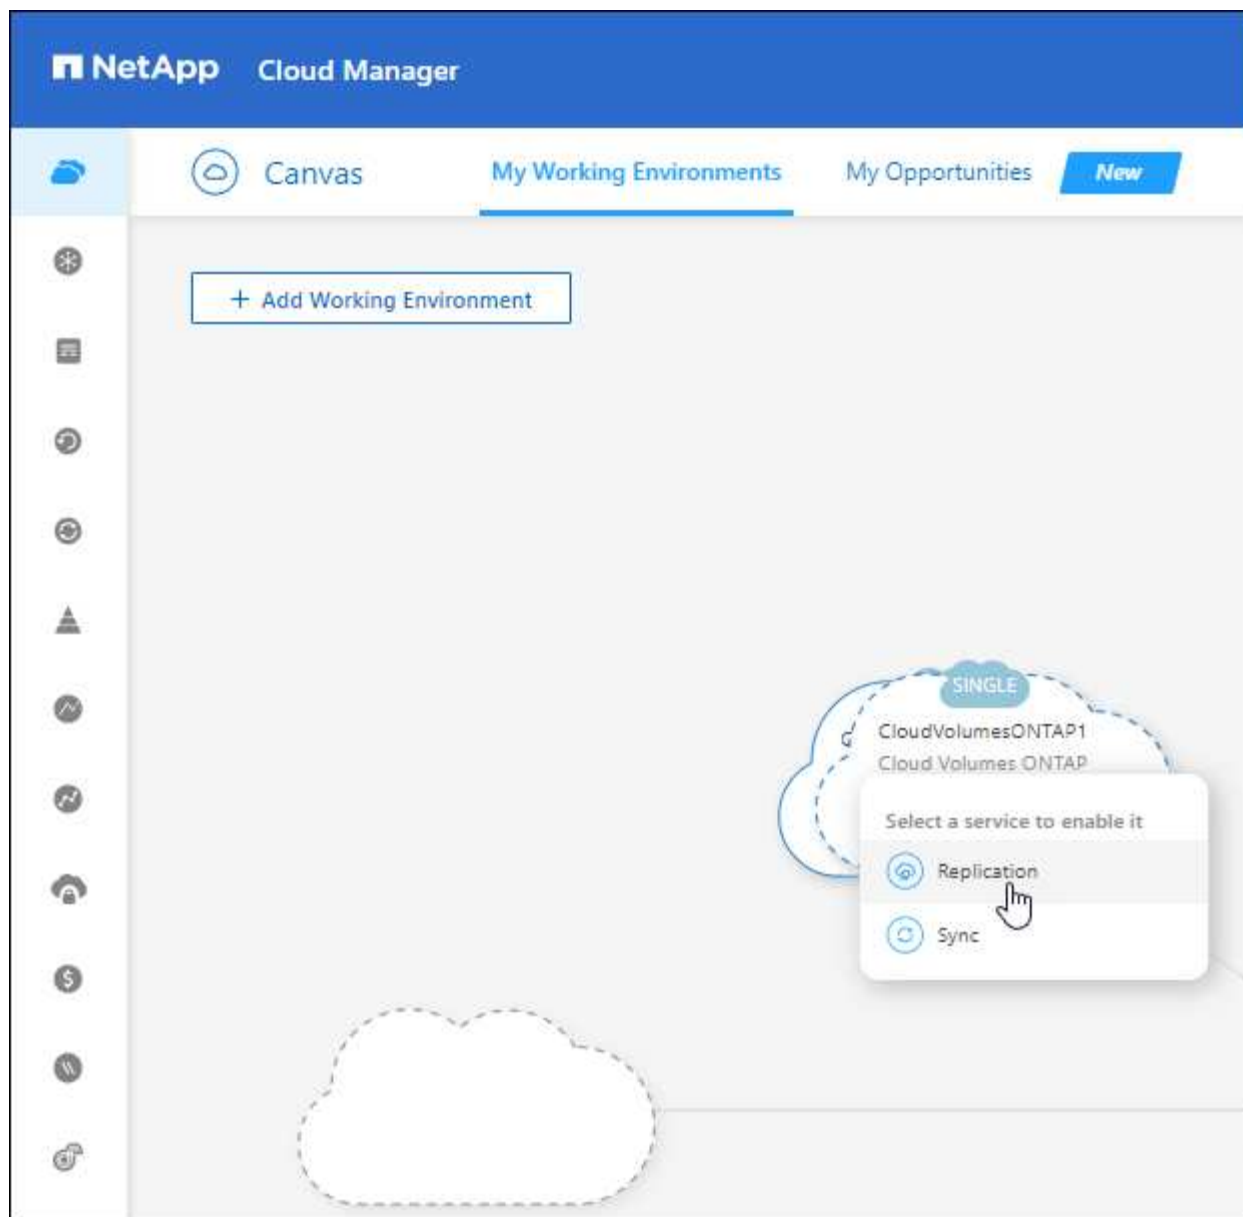 NetApp Cloud Manager
Canvas My Working Environments My Opportunities New
+ Add Working Environment
SINGLE
CloudVolumesONTAP1
Cloud Volumes ONTAP
Select a service to enable it
Replication
Sync